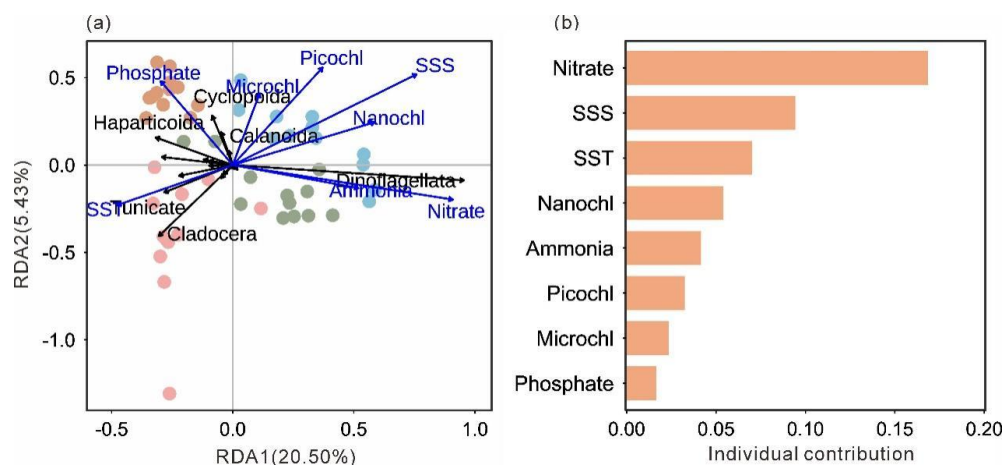 (a)
Phosphate
Picochl
SSS
Microchl
Cyclopoida
Nanochl
Haparticoida
Calanoida
Dinoflagellata
Ammonia
SST
Tunicate
Nitrate
Cladocera
0.5
0.0
-0.5
-1.0
-0.5
0.0
0.5
1.0
RDA2(5.43%)
RDA1(20.50%)
(b)
Nitrate
SSS
SST
Nanochl
Ammonia
Picochl
Microchl
Phosphate
0.00
0.05
0.10
0.15
0.20
Individual contribution